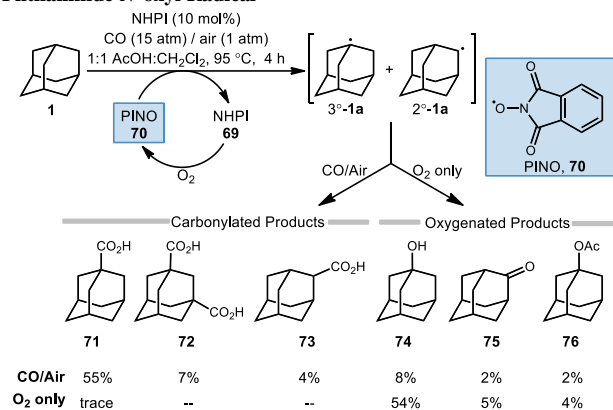 Phthalimide N-oxyl Radical
NHPI (10 mol%)
CO (15 atm) / air (1 atm)
1:1 AcOH:CH2Cl2, 95 °C, 4 h
1
PINO
70
NHPI
69
O2
3°-1a
+
2°-1a
O
•O-N
O
PINO, 70
CO/Air
O2 only
Carbonylated Products
Oxygenated Products
CO2H
CO2H
CO2H
CO2H
OH
O
OAc
71 72 73 74 75 76
CO/Air 55% 7% 4% 8% 2% 2%
O2 only trace -- -- 54% 5% 4%